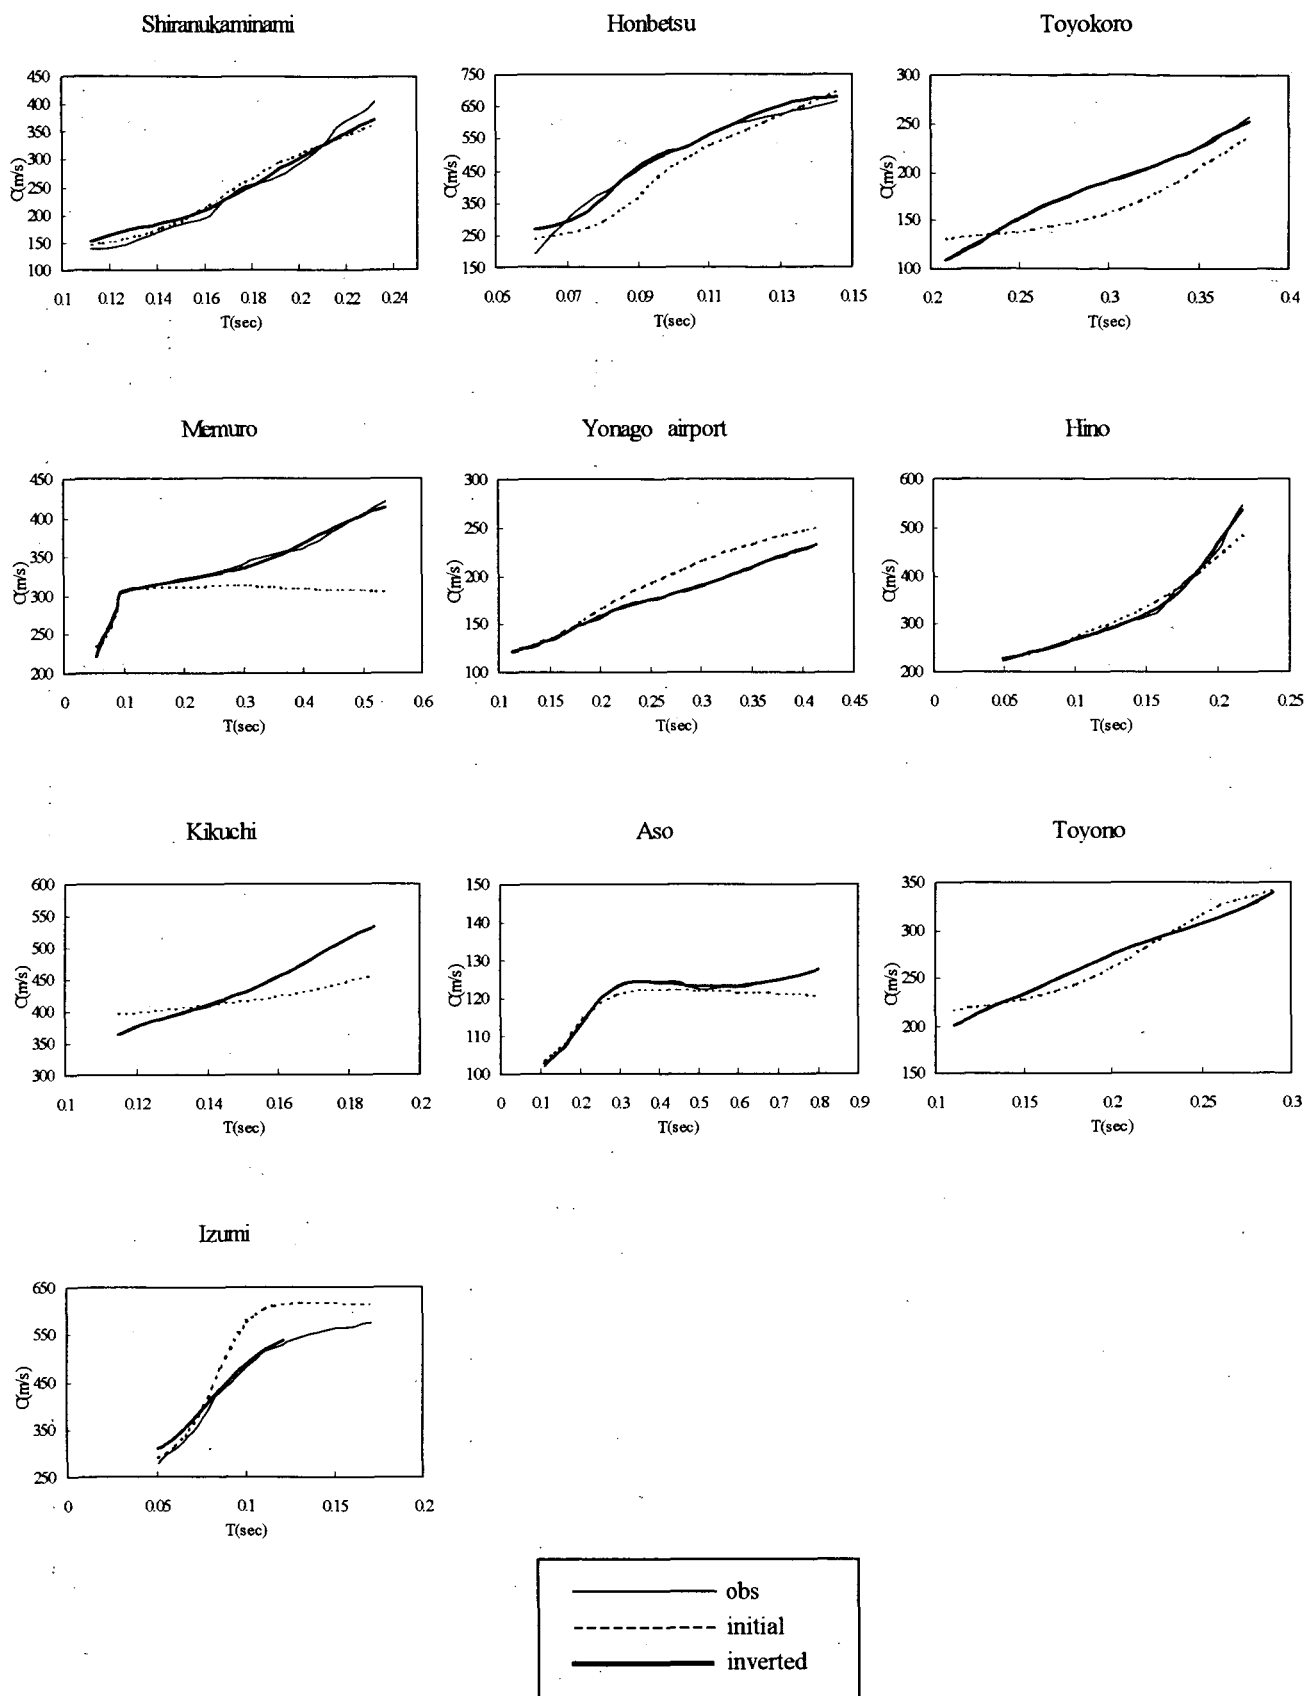 Shiranukaminami
450
400
350
300
250
200
150
100
C(m/s)
0.1 0.12 0.14 0.16 0.18 0.2 0.22 0.24
T(sec)
Honbetsu
750
650
550
450
350
250
150
C(m/s)
0.05 0.07 0.09 0.11 0.13 0.15
T(sec)
Toyokoro
300
250
200
150
100
C(m/s)
0.2 0.25 0.3 0.35 0.4
T(sec)
Memuro
450
400
350
300
250
200
C(m/s)
0 0.1 0.2 0.3 0.4 0.5 0.6
T(sec)
Yonago airport
300
250
200
150
100
C(m/s)
0.1 0.15 0.2 0.25 0.3 0.35 0.4 0.45
T(sec)
Hino
600
500
400
300
200
C(m/s)
0 0.05 0.1 0.15 0.2 0.25
T(sec)
Kikuchi
600
550
500
450
400
350
300
C(m/s)
0.1 0.12 0.14 0.16 0.18 0.2
T(sec)
Aso
150
140
130
120
110
100
C(m/s)
0 0.1 0.2 0.3 0.4 0.5 0.6 0.7 0.8 0.9
T(sec)
Toyono
350
300
250
200
150
C(m/s)
0.1 0.15 0.2 0.25 0.3
T(sec)
Izumi
650
550
450
350
250
C(m/s)
0 0.05 0.1 0.15 0.2
T(sec)
obs
initial
inverted